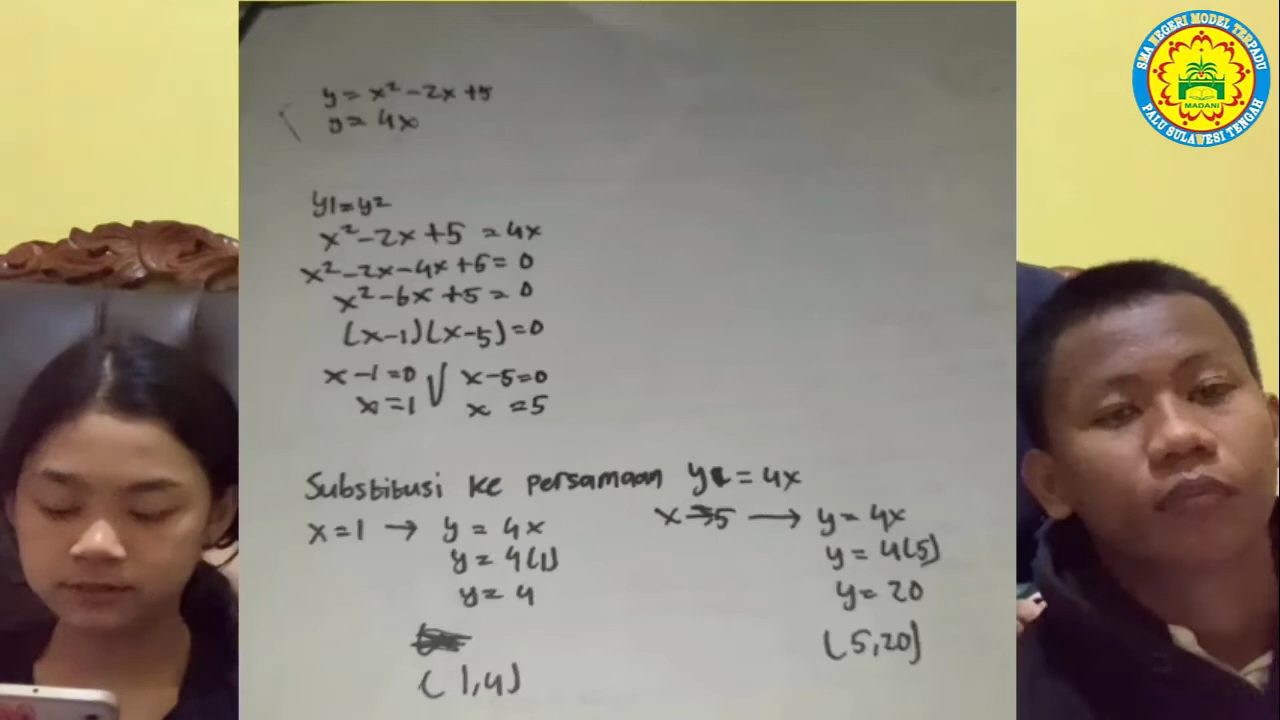 y = x² - 2x + 5
y = 4x
y1 = y2
x² - 2x + 5 = 4x
x² - 2x - 4x + 5 = 0
x² - 6x + 5 = 0
(x-1)(x-5) = 0
x - 1 = 0 V x - 5 = 0
x = 1 x = 5
Substitusi ke persamaan y = 4x
x = 1 → y = 4x
y = 4(1)
y = 4
(1,4)
x = 5 → y = 4x
y = 4(5)
y = 20
(5,20)
SMA NEGERI MODEL TERPADU
MADANI
PALU SULAWESI TENGAH